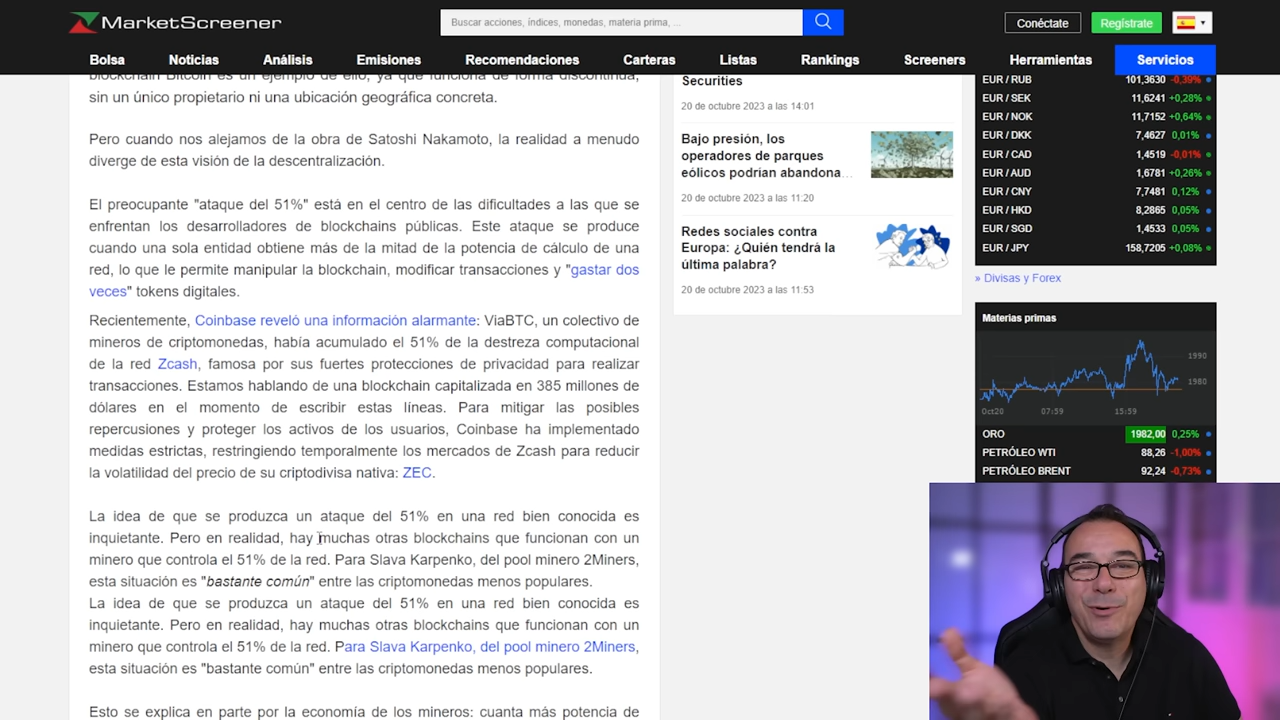 MarketScreener
Buscar acciones, índices, monedas, materia prima, ...
Conéctate
Regístrate
Bolsa
Noticias
Análisis
Emisiones
Recomendaciones
Carteras
Listas
Rankings
Screeners
Herramientas
Servicios
blockchain Bitcoin es un ejemplo de ello, ya que funciona de forma discontinua,
sin un único propietario ni una ubicación geográfica concreta.
Pero cuando nos alejamos de la obra de Satoshi Nakamoto, la realidad a menudo
diverge de esta visión de la descentralización.
El preocupante "ataque del 51%" está en el centro de las dificultades a las que se
enfrentan los desarrolladores de blockchains públicas. Este ataque se produce
cuando una sola entidad obtiene más de la mitad de la potencia de cálculo de una
red, lo que le permite manipular la blockchain, modificar transacciones y "gastar dos
veces" tokens digitales.
Recientemente, Coinbase reveló una información alarmante: ViaBTC, un colectivo de
mineros de criptomonedas, había acumulado el 51% de la destreza computacional
de la red Zcash, famosa por sus fuertes protecciones de privacidad para realizar
transacciones. Estamos hablando de una blockchain capitalizada en 385 millones de
dólares en el momento de escribir estas líneas. Para mitigar las posibles
repercusiones y proteger los activos de los usuarios, Coinbase ha implementado
medidas estrictas, restringiendo temporalmente los mercados de Zcash para reducir
la volatilidad del precio de su criptodivisa nativa: ZEC.
La idea de que se produzca un ataque del 51% en una red bien conocida es
inquietante. Pero en realidad, hay muchas otras blockchains que funcionan con un
minero que controla el 51% de la red. Para Slava Karpenko, del pool minero 2Miners,
esta situación es "bastante común" entre las criptomonedas menos populares.
La idea de que se produzca un ataque del 51% en una red bien conocida es
inquietante. Pero en realidad, hay muchas otras blockchains que funcionan con un
minero que controla el 51% de la red. Para Slava Karpenko, del pool minero 2Miners,
esta situación es "bastante común" entre las criptomonedas menos populares.
Esto se explica en parte por la economía de los mineros: cuanta más potencia de
Securities
20 de octubre 2023 a las 14:01
Bajo presión, los
operadores de parques
eólicos podrían abandona...
20 de octubre 2023 a las 11:20
Redes sociales contra
Europa: ¿Quién tendrá la
última palabra?
20 de octubre 2023 a las 11:53
EUR / RUB 101,3630 -0,39%
EUR / SEK 11,6241 +0,28%
EUR / NOK 11,7152 +0,64%
EUR / DKK 7,4627 0,01%
EUR / CAD 1,4519 -0,01%
EUR / AUD 1,6781 +0,26%
EUR / CNY 7,7481 0,12%
EUR / HKD 8,2865 0,05%
EUR / SGD 1,4533 0,05%
EUR / JPY 158,7205 +0,08%
» Divisas y Forex
Materias primas
1990
1980
Oct20 07:59 15:59
ORO 1982,00 0,25%
PETRÓLEO WTI 88,26 -1,00%
PETRÓLEO BRENT 92,24 -0,73%